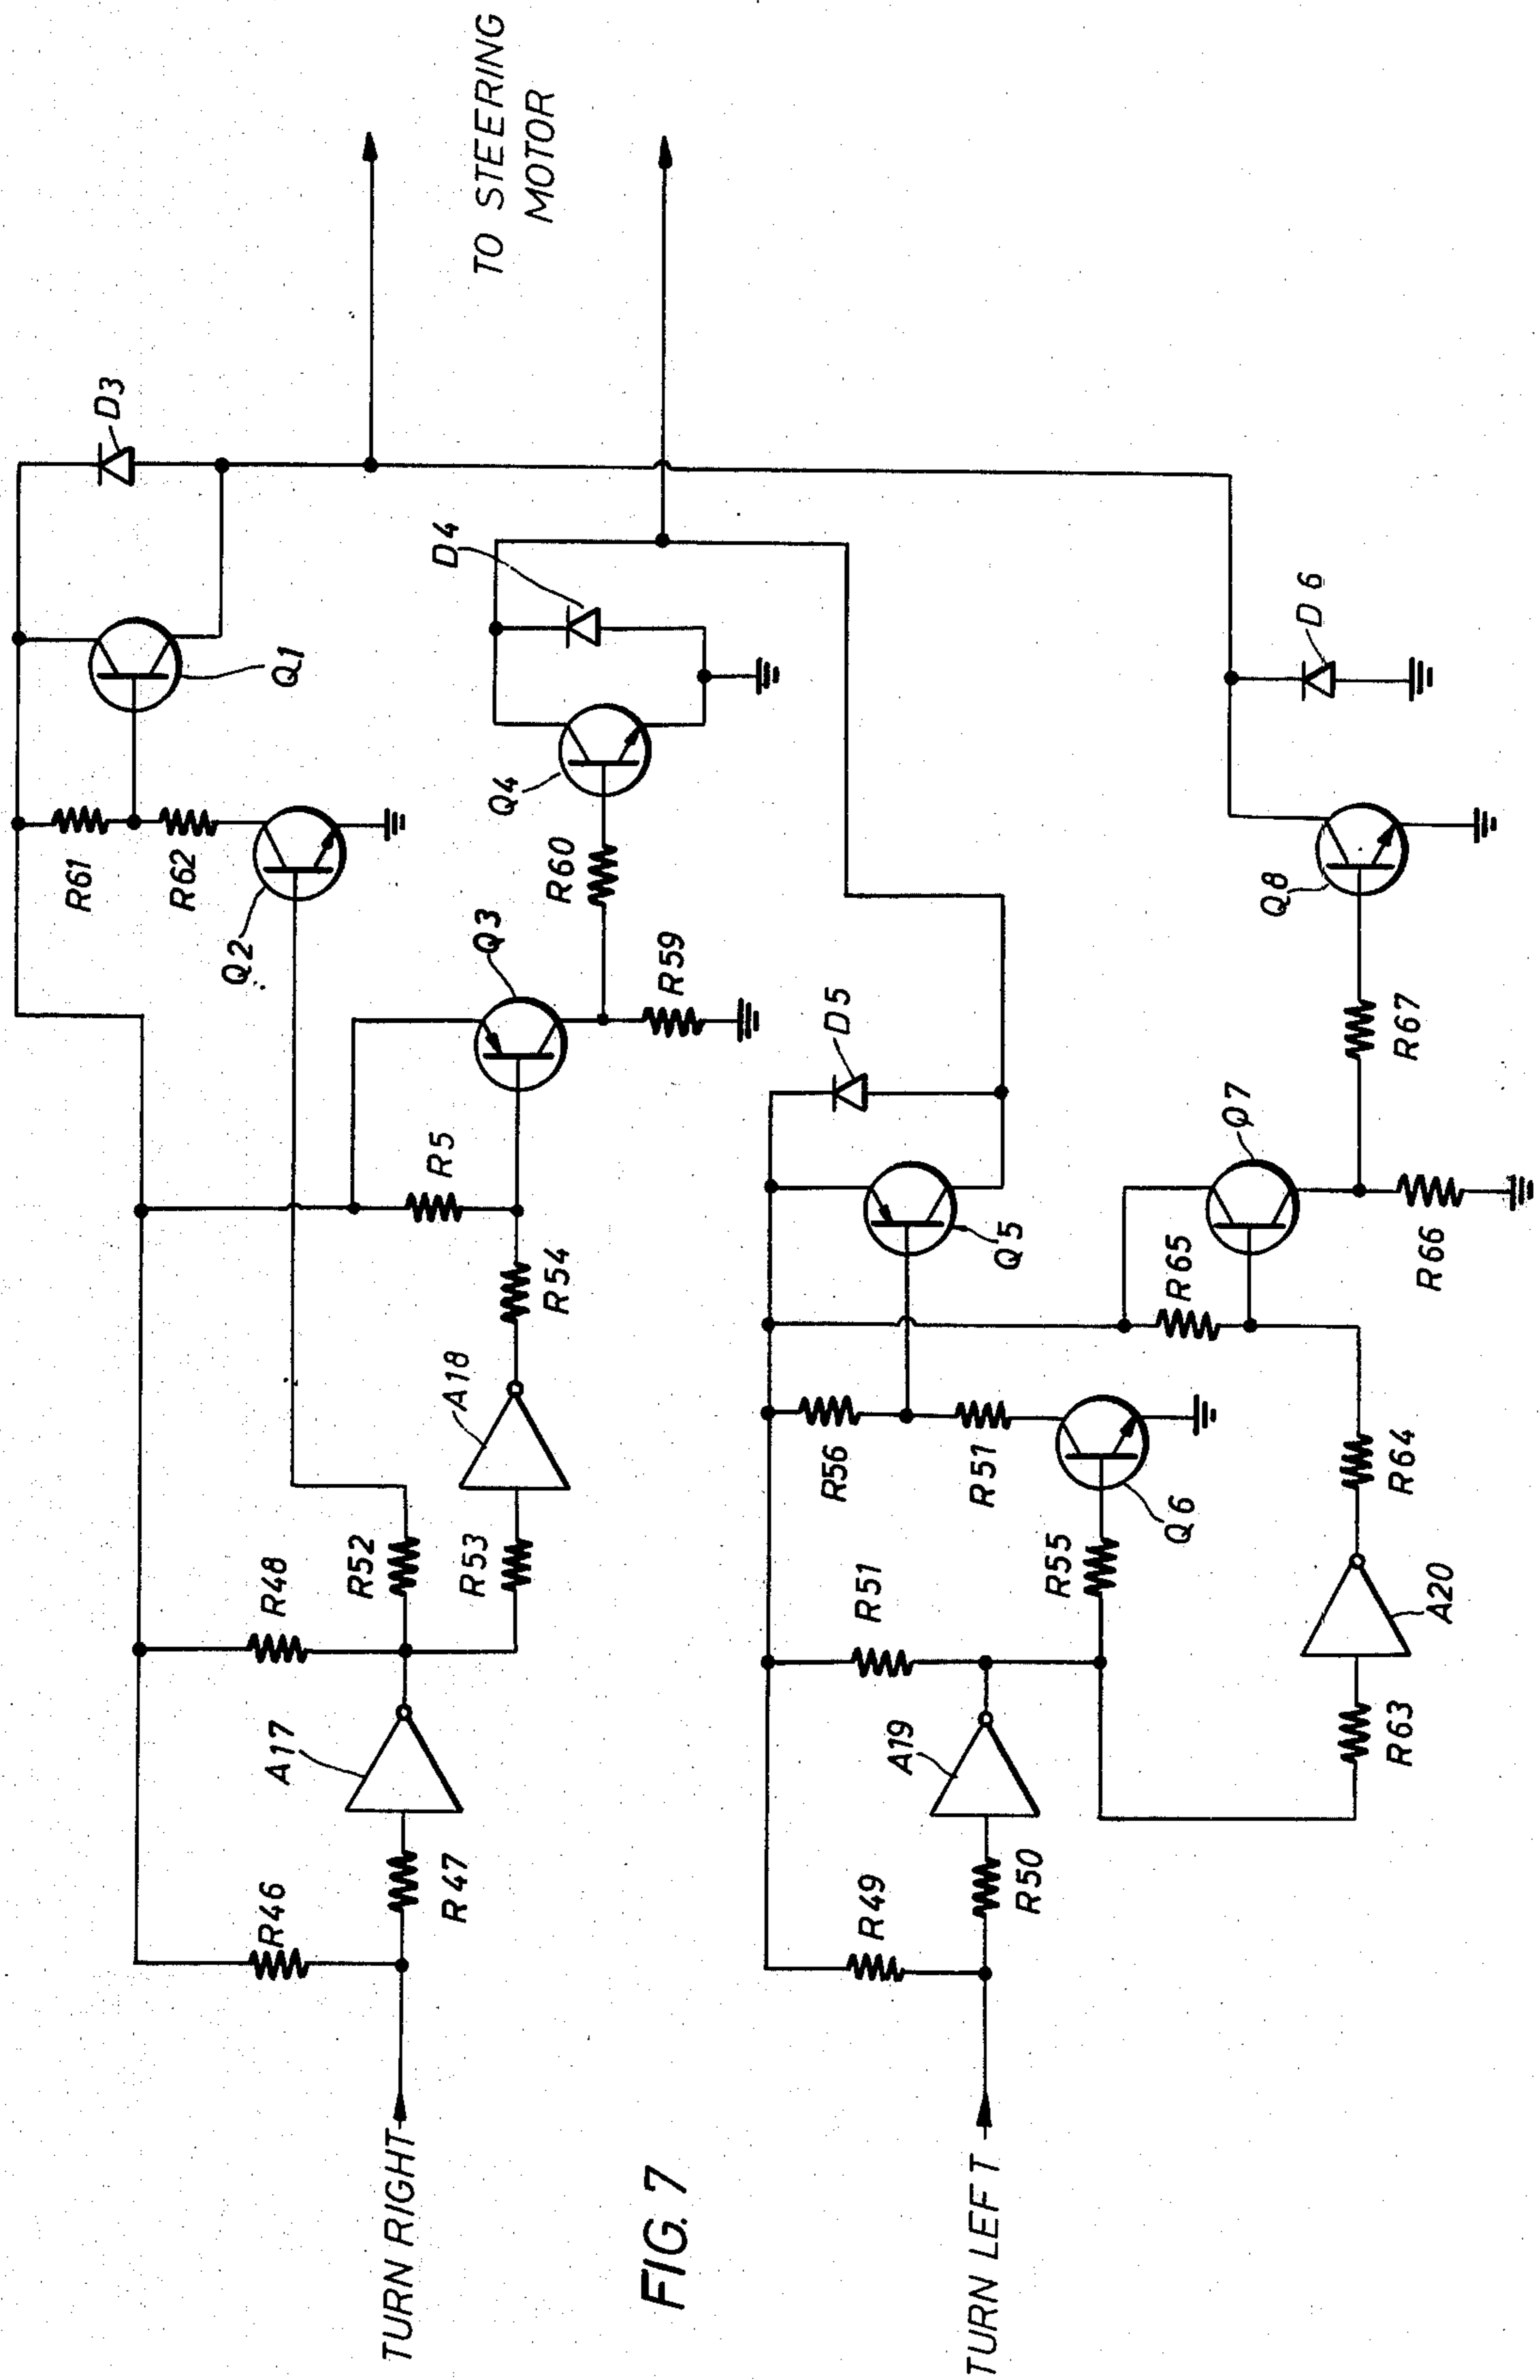 D3
TO STEERING
MOTOR
Q1
D4
R61
R62
Q2
Q4
R60
D6
Q3
R59
Q8
D5
R67
R5
Q7
Q5
R54
R65
R66
A18
R56
R51
Q6
R64
R48
R52
R53
R51
R55
A20
A17
A19
R63
R46
R47
R49
R50
TURN RIGHT
FIG. 7
TURN LEFT